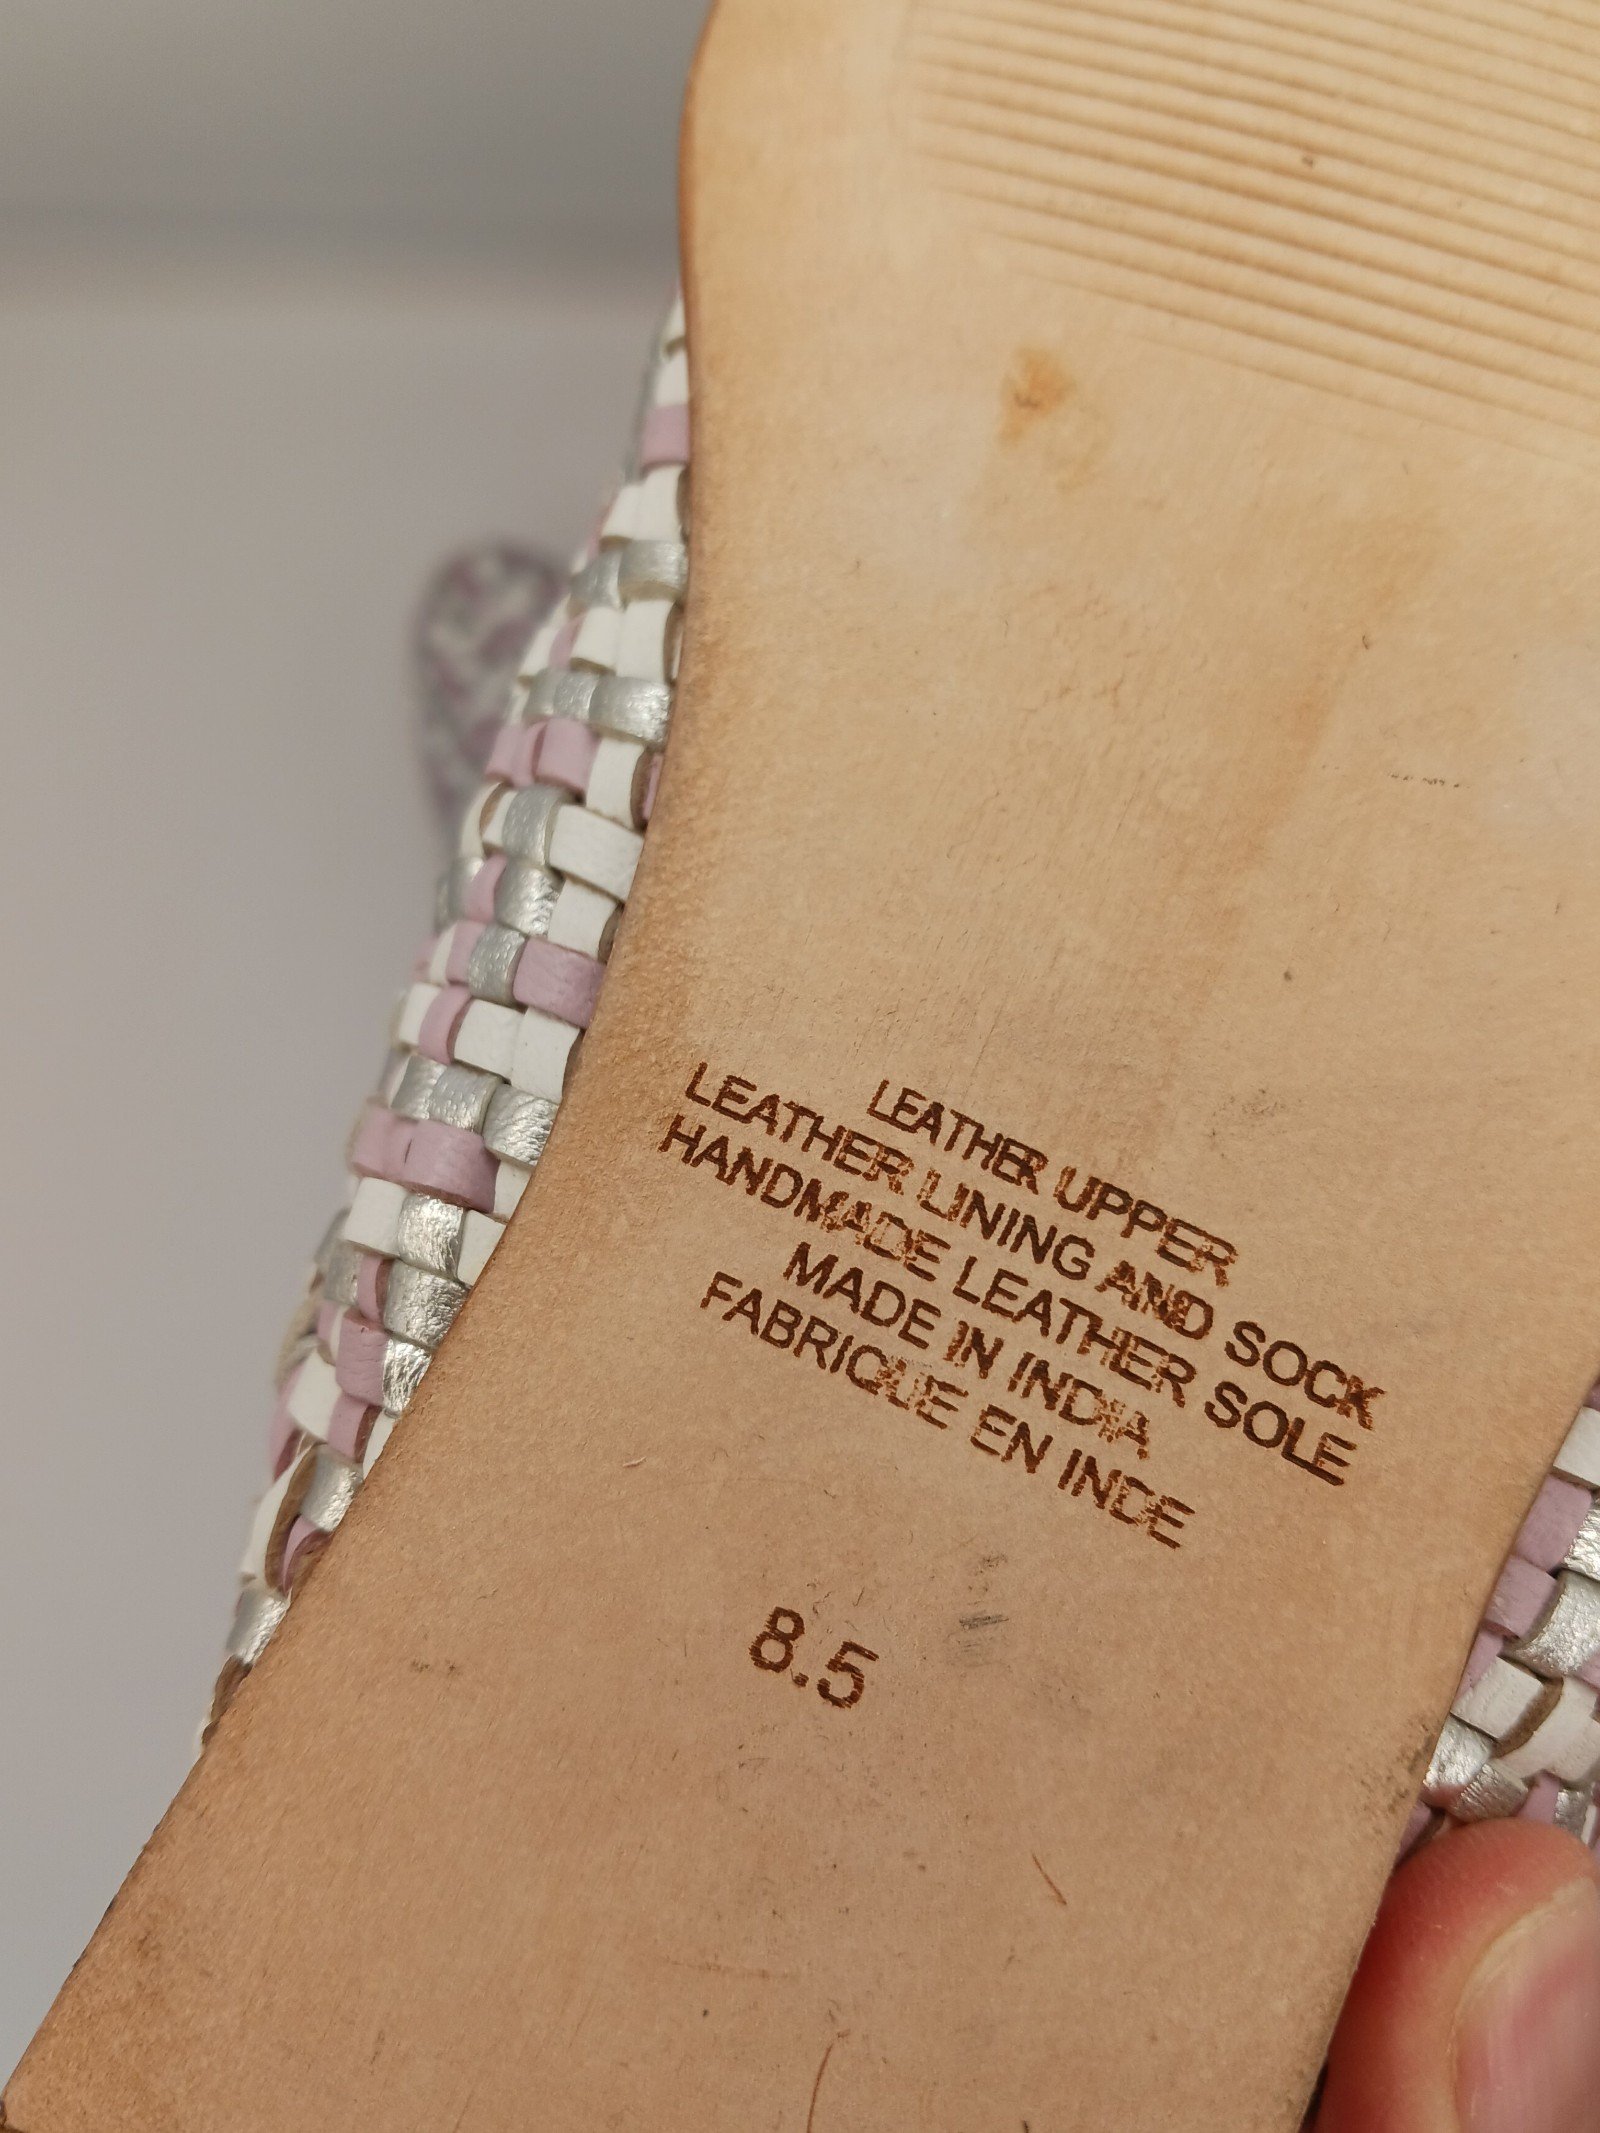 LEATHER UPPER
LEATHER LINING AND SOCK
HANDMADE LEATHER SOLE
MADE IN INDIA
FABRIQUE EN INDE
8.5